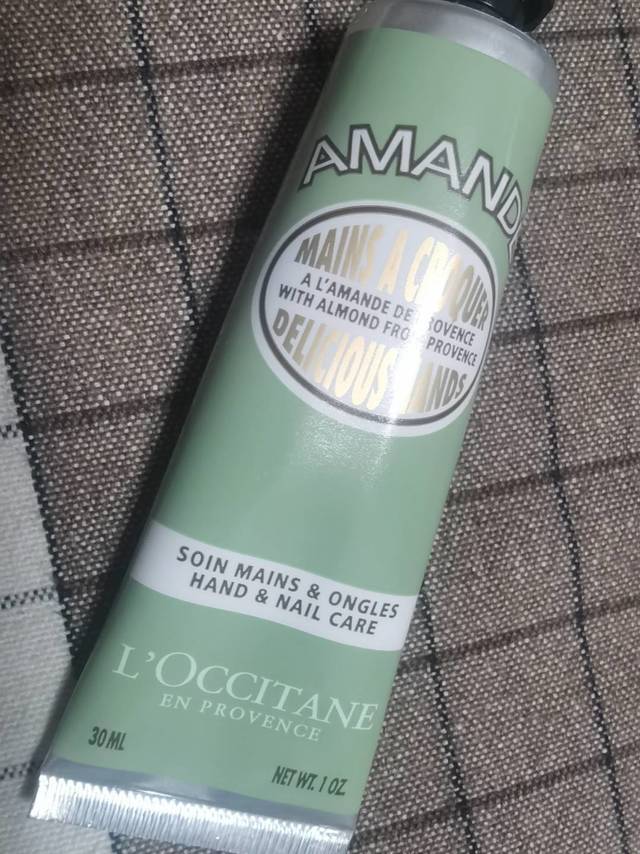 AMANDE
MAINS A CROQUER
A L'AMANDE DE PROVENCE
WITH ALMOND FROM PROVENCE
DELICIOUS HANDS
SOIN MAINS & ONGLES
HAND & NAIL CARE
L'OCCITANE
EN PROVENCE
30 ML
NET WT. 1 OZ.